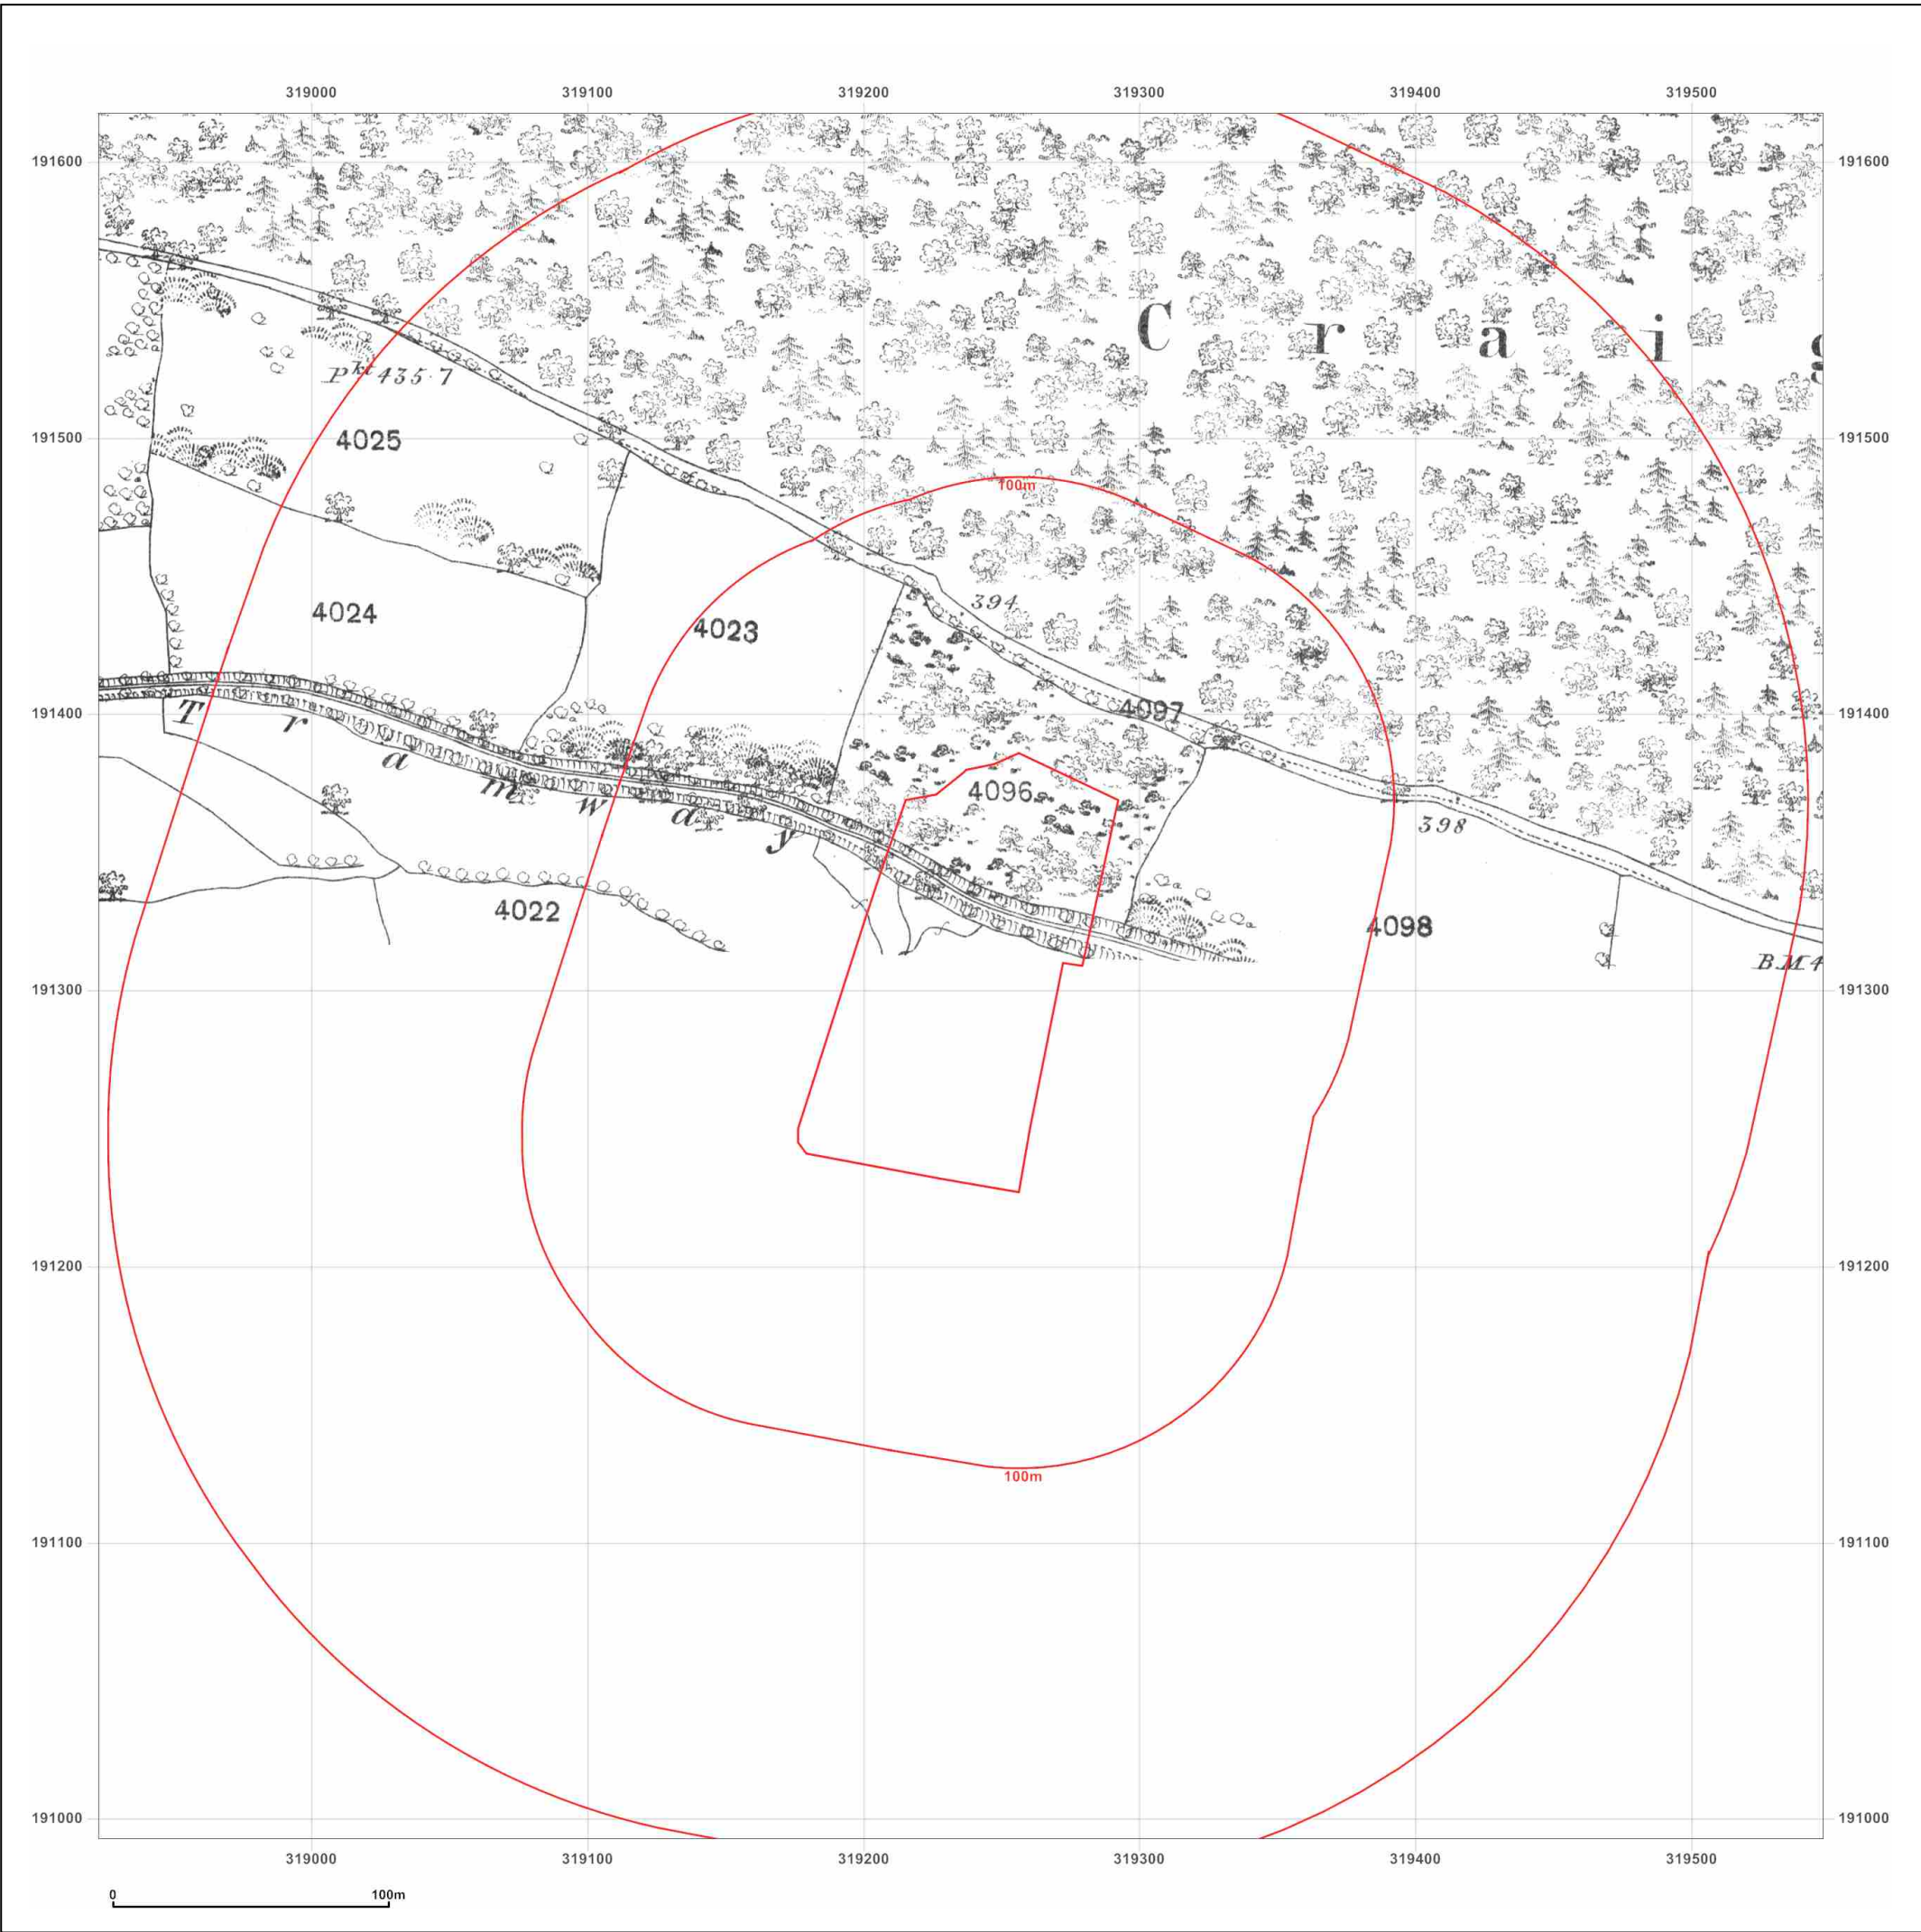 319000 319100 319200 319300 319400 319500
191600 191600
C r a i g
Pkt 435·7
191500 4025 191500
100m
394
4024
4023
T r a m w a y
191400 4097 191400
4096
398
4022
4098
B.M 4
191300 191300
191200 191200
100m
191100 191100
191000 191000
319000 319100 319200 319300 319400 319500
0 100m